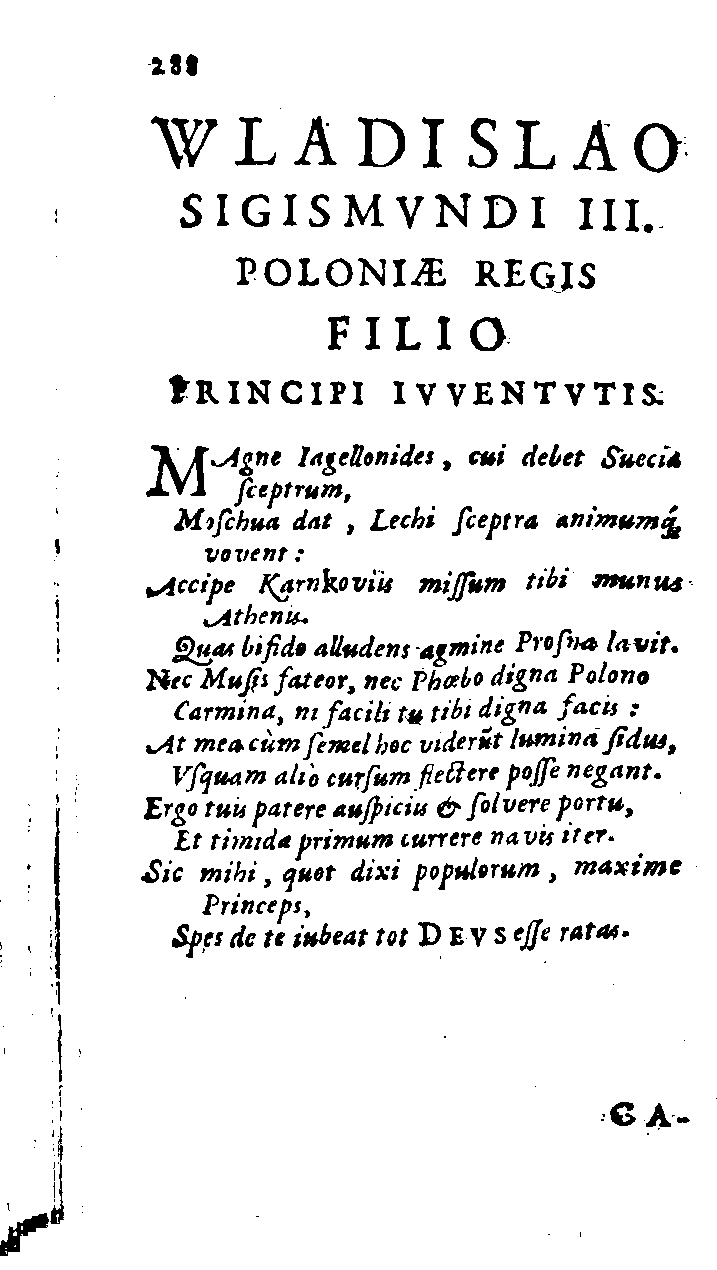 288
WLADISLAO
SIGISMVNDI III.
POLONIÆ REGIS
FILIO
PRINCIPI IVVENTVTIS.
MAgne Iagellonides, cui debet Suecia
ſceptrum,
Moſchua dat, Lechi ſceptra animumq́;
vovent:
Accipe Karnkoviis miſſum tibi munus
Athenis.
Quas bifido alludens agmine Proſna lavit.
Nec Muſis fateor, nec Phœbo digna Polono
Carmina, ni facili tu tibi digna facis:
At mea cùm ſemel hoc viderũt lumina ſidus,
Vſquam aliò curſum flectere poſſe negant.
Ergo tuis patere auſpiciis & ſolvere portu,
Et timida primum currere navis iter.
Sic mihi, quot dixi populorum, maxime
Princeps,
Spes de te iubeat tot DEVS eſſe ratas.
CA-